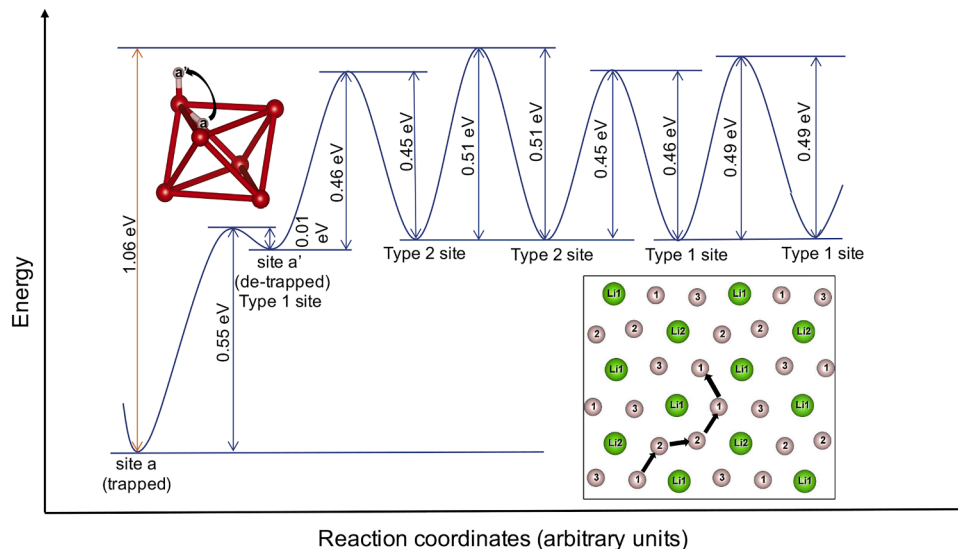 a'
a
1.06 eV
0.55 eV
0.01
eV
0.46 eV
0.45 eV
0.51 eV
0.51 eV
0.45 eV
0.46 eV
0.49 eV
0.49 eV
site a'
(de-trapped)
Type 1 site
Type 2 site
Type 2 site
Type 1 site
Type 1 site
site a
(trapped)
Li1 1 3 Li1 1 3
2 2 Li2 2 2 Li2
Li1 3 1 Li1 3 1
1 3 Li1 1 3 Li1
Li2 2 2 Li2 2 2
3 1 Li1 3 1 Li1
Energy
Reaction coordinates (arbitrary units)